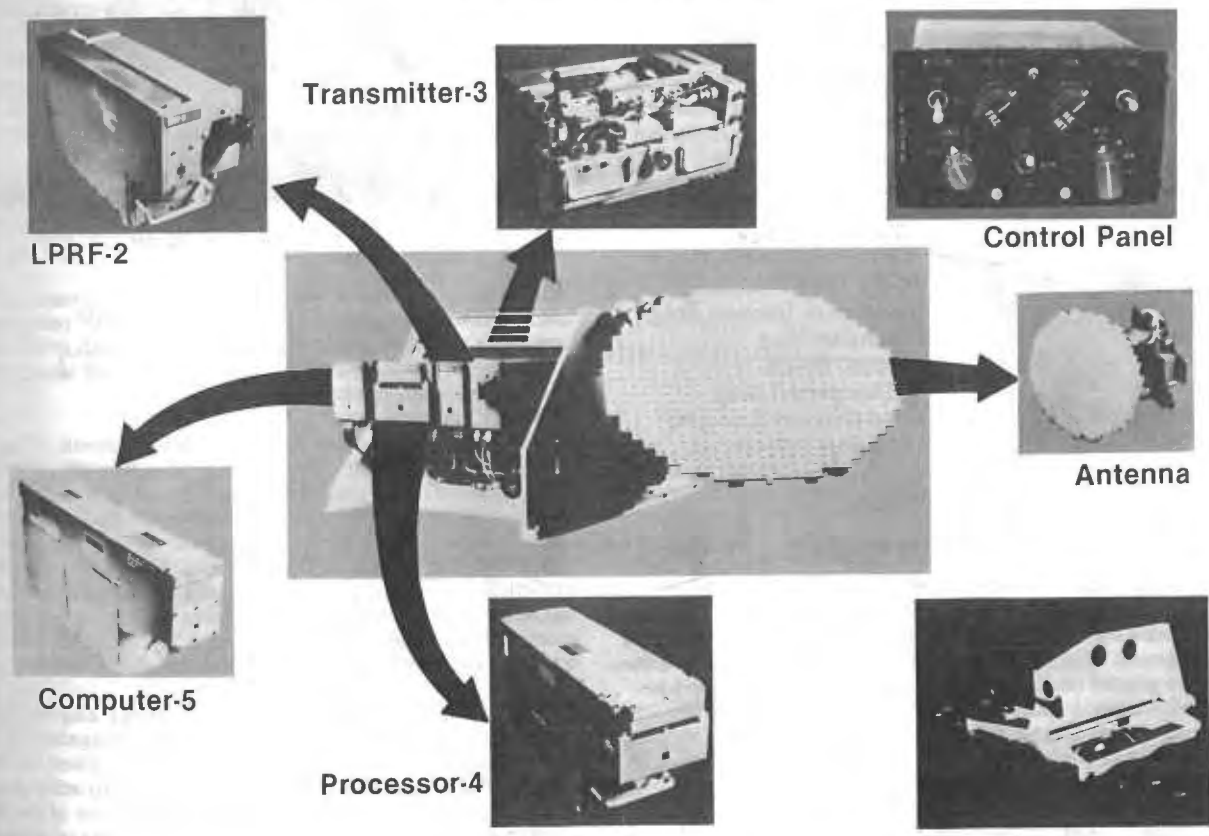 Transmitter-3
LPRF-2
Control Panel
Antenna
Computer-5
Processor-4